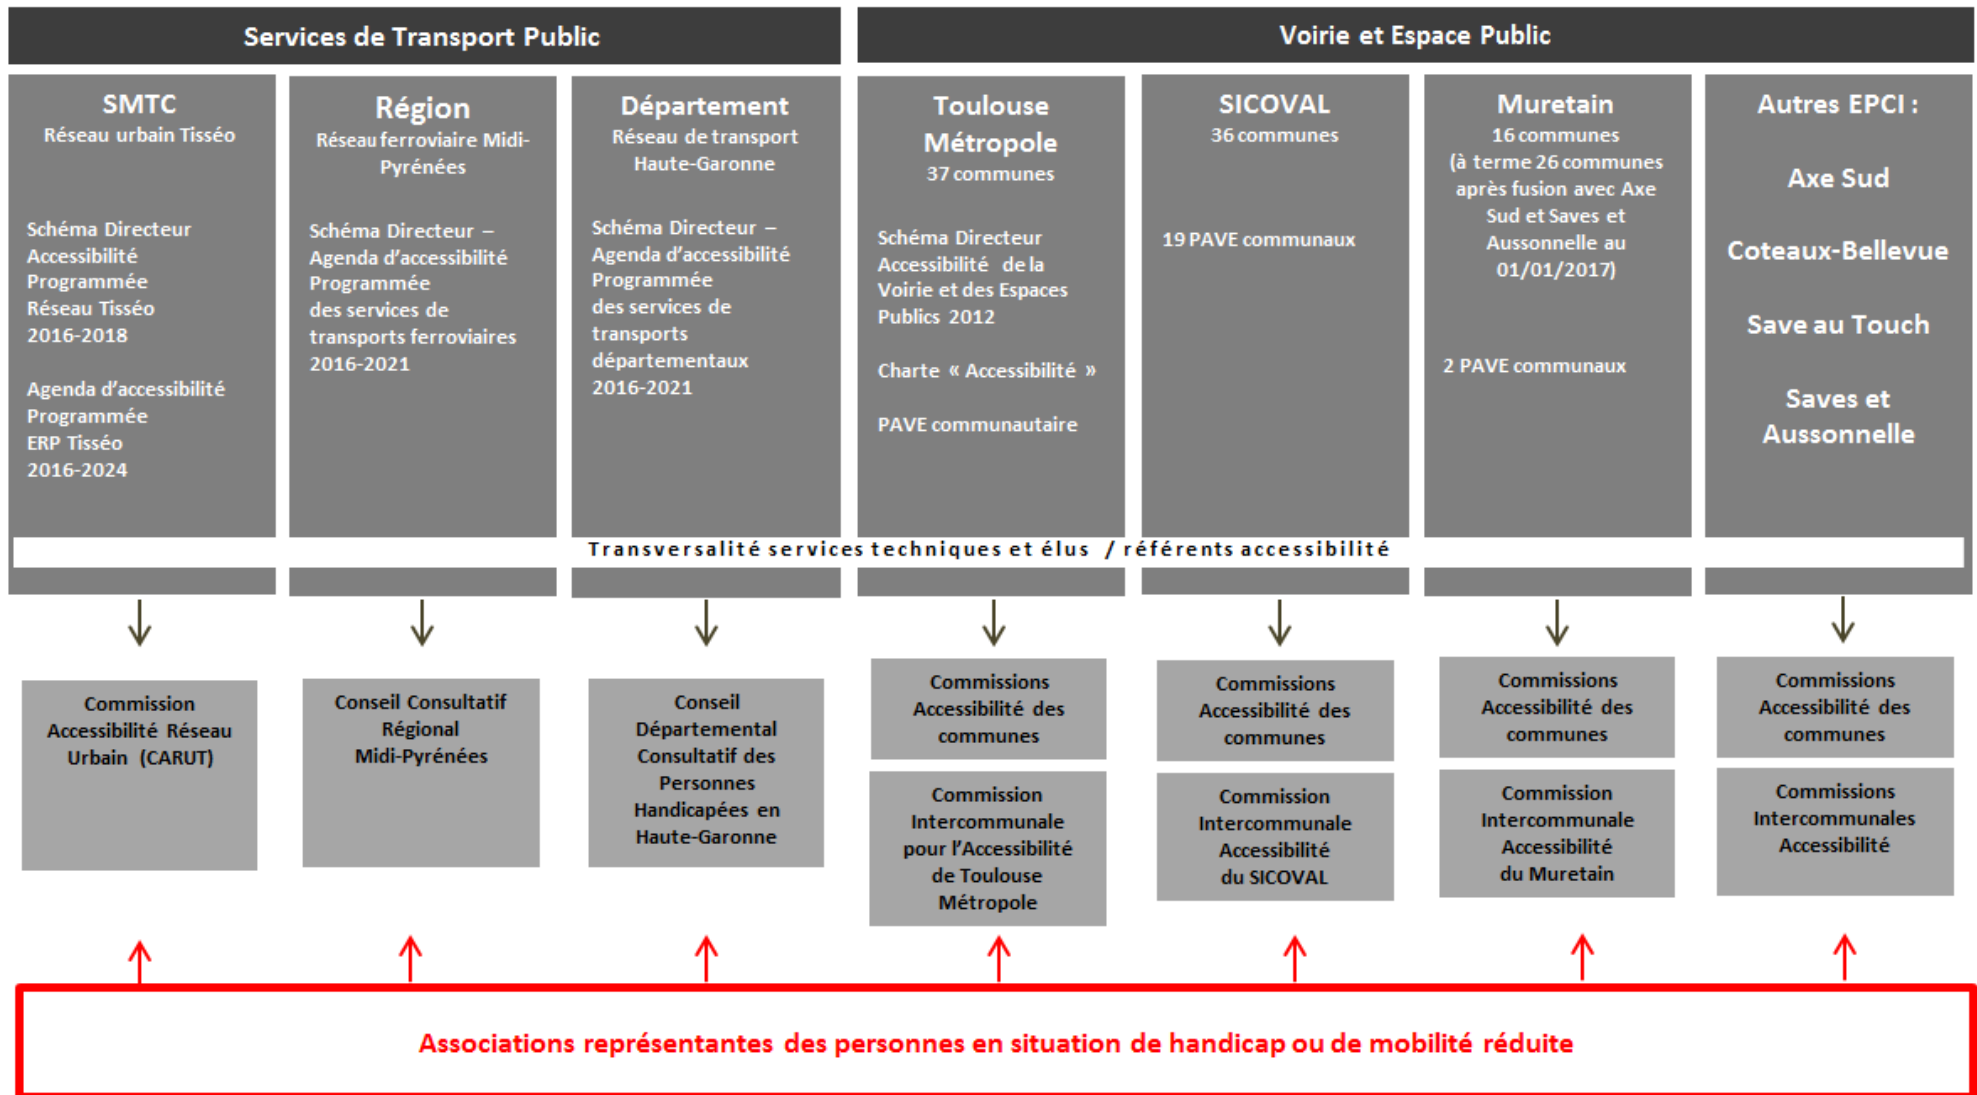 Services de Transport Public
Voirie et Espace Public
SMTC
Réseau urbain Tisséo
Schéma Directeur
Accessibilité
Programmée
Réseau Tisséo
2016-2018
Agenda d'accessibilité
Programmée
ERP Tisséo
2016-2024
Région
Réseau ferroviaire Midi-
Pyrénées
Schéma Directeur –
Agenda d'accessibilité
Programmée
des services de
transports ferroviaires
2016-2021
Département
Réseau de transport
Haute-Garonne
Schéma Directeur –
Agenda d'accessibilité
Programmée
des services de
transports
départementaux
2016-2021
Toulouse
Métropole
37 communes
Schéma Directeur
Accessibilité de la
Voirie et des Espaces
Publics 2012
Charte « Accessibilité »
PAVE communautaire
SICOVAL
36 communes
19 PAVE communaux
Muretain
16 communes
(à terme 26 communes
après fusion avec Axe
Sud et Saves et
Aussonnelle au
01/01/2017)
2 PAVE communaux
Autres EPCI :
Axe Sud
Coteaux-Bellevue
Save au Touch
Saves et
Aussonnelle
Transversalité services techniques et élus / référents accessibilité
Commission
Accessibilité Réseau
Urbain (CARUT)
Conseil Consultatif
Régional
Midi-Pyrénées
Conseil
Départemental
Consultatif des
Personnes
Handicapées en
Haute-Garonne
Commissions
Accessibilité des
communes
Commission
Intercommunale
pour l'Accessibilité
de Toulouse
Métropole
Commissions
Accessibilité des
communes
Commission
Intercommunale
Accessibilité
du SICOVAL
Commissions
Accessibilité des
communes
Commission
Intercommunale
Accessibilité
du Muretain
Commissions
Accessibilité des
communes
Commissions
Intercommunales
Accessibilité
Associations représentantes des personnes en situation de handicap ou de mobilité réduite